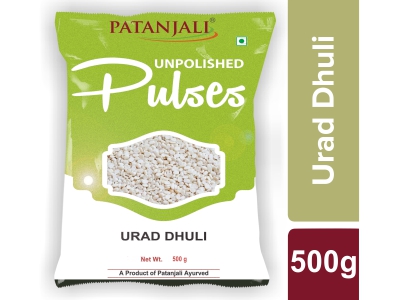 PATANJALI®
UNPOLISHED
Pulses
URAD DHULI
Net Wt. 500 g
A Product of Patanjali Ayurved
Urad Dhuli
500g